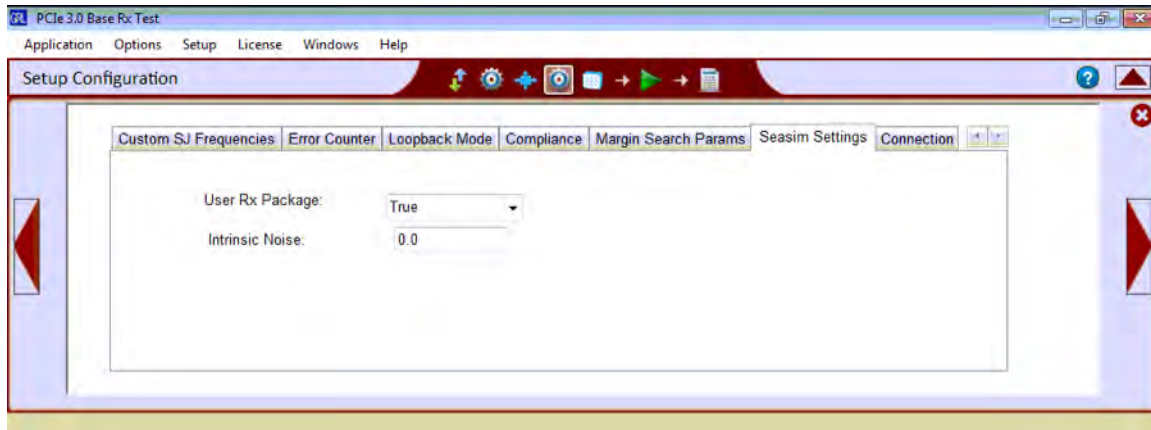 GRL PCIe 3.0 Base Rx Test
Application Options Setup License Windows Help
Setup Configuration
Custom SJ Frequencies Error Counter Loopback Mode Compliance Margin Search Params Seasim Settings Connection
User Rx Package: True
Intrinsic Noise: 0.0